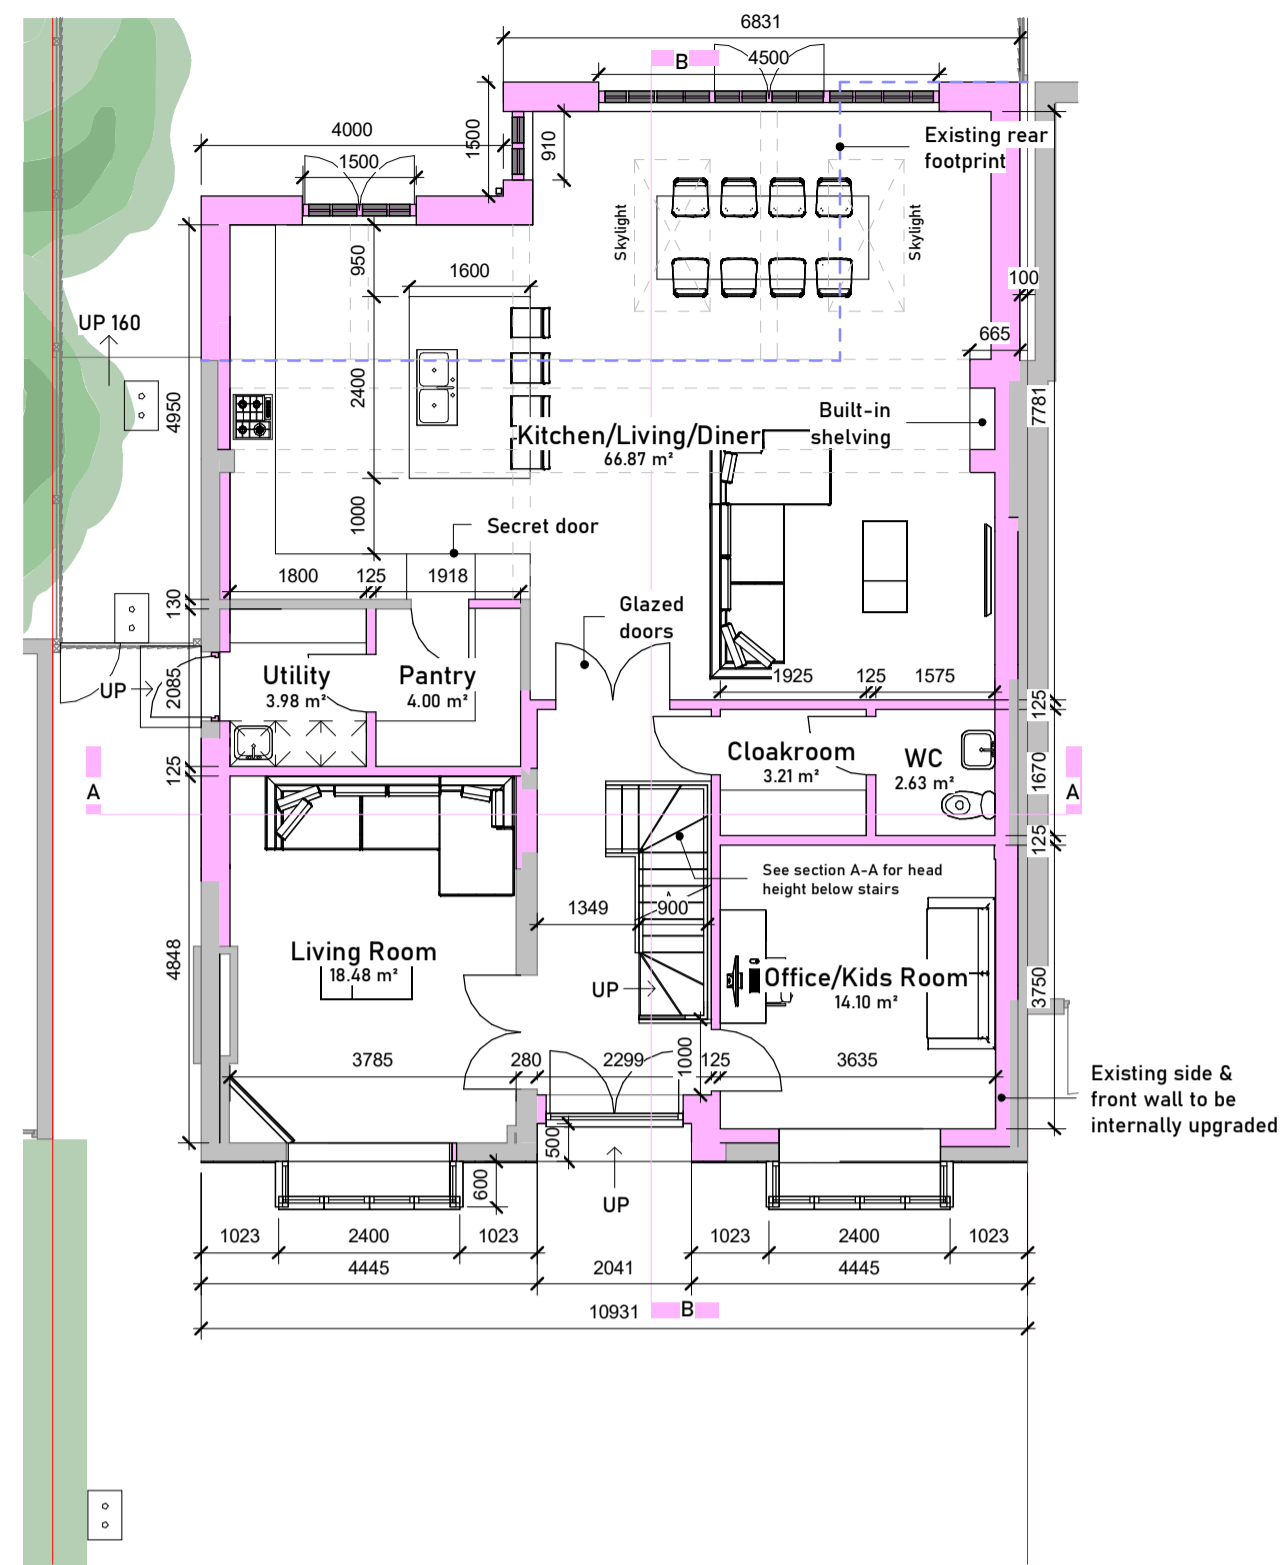 6831
B
4500
4000
1500
1500
910
Existing rear
footprint
Skylight
Skylight
950
1600
100
UP 160
665
2400
4950
7781
Built-in
shelving
Kitchen/Living/Diner
66.87 m²
1000
Secret door
1800
125
1918
130
Glazed
doors
Utility
3.98 m²
Pantry
4.00 m²
1925
125
1575
UP
2085
125
Cloakroom
3.21 m²
WC
2.63 m²
1670
125
A
A
125
See section A-A for head
height below stairs
1349
900
Living Room
18.48 m²
4848
UP
Office/Kids Room
14.10 m²
3750
3785
280
2299
1000
125
3635
Existing side &
front wall to be
internally upgraded
500
600
UP
1023
2400
1023
1023
2400
1023
4445
2041
4445
10931
B